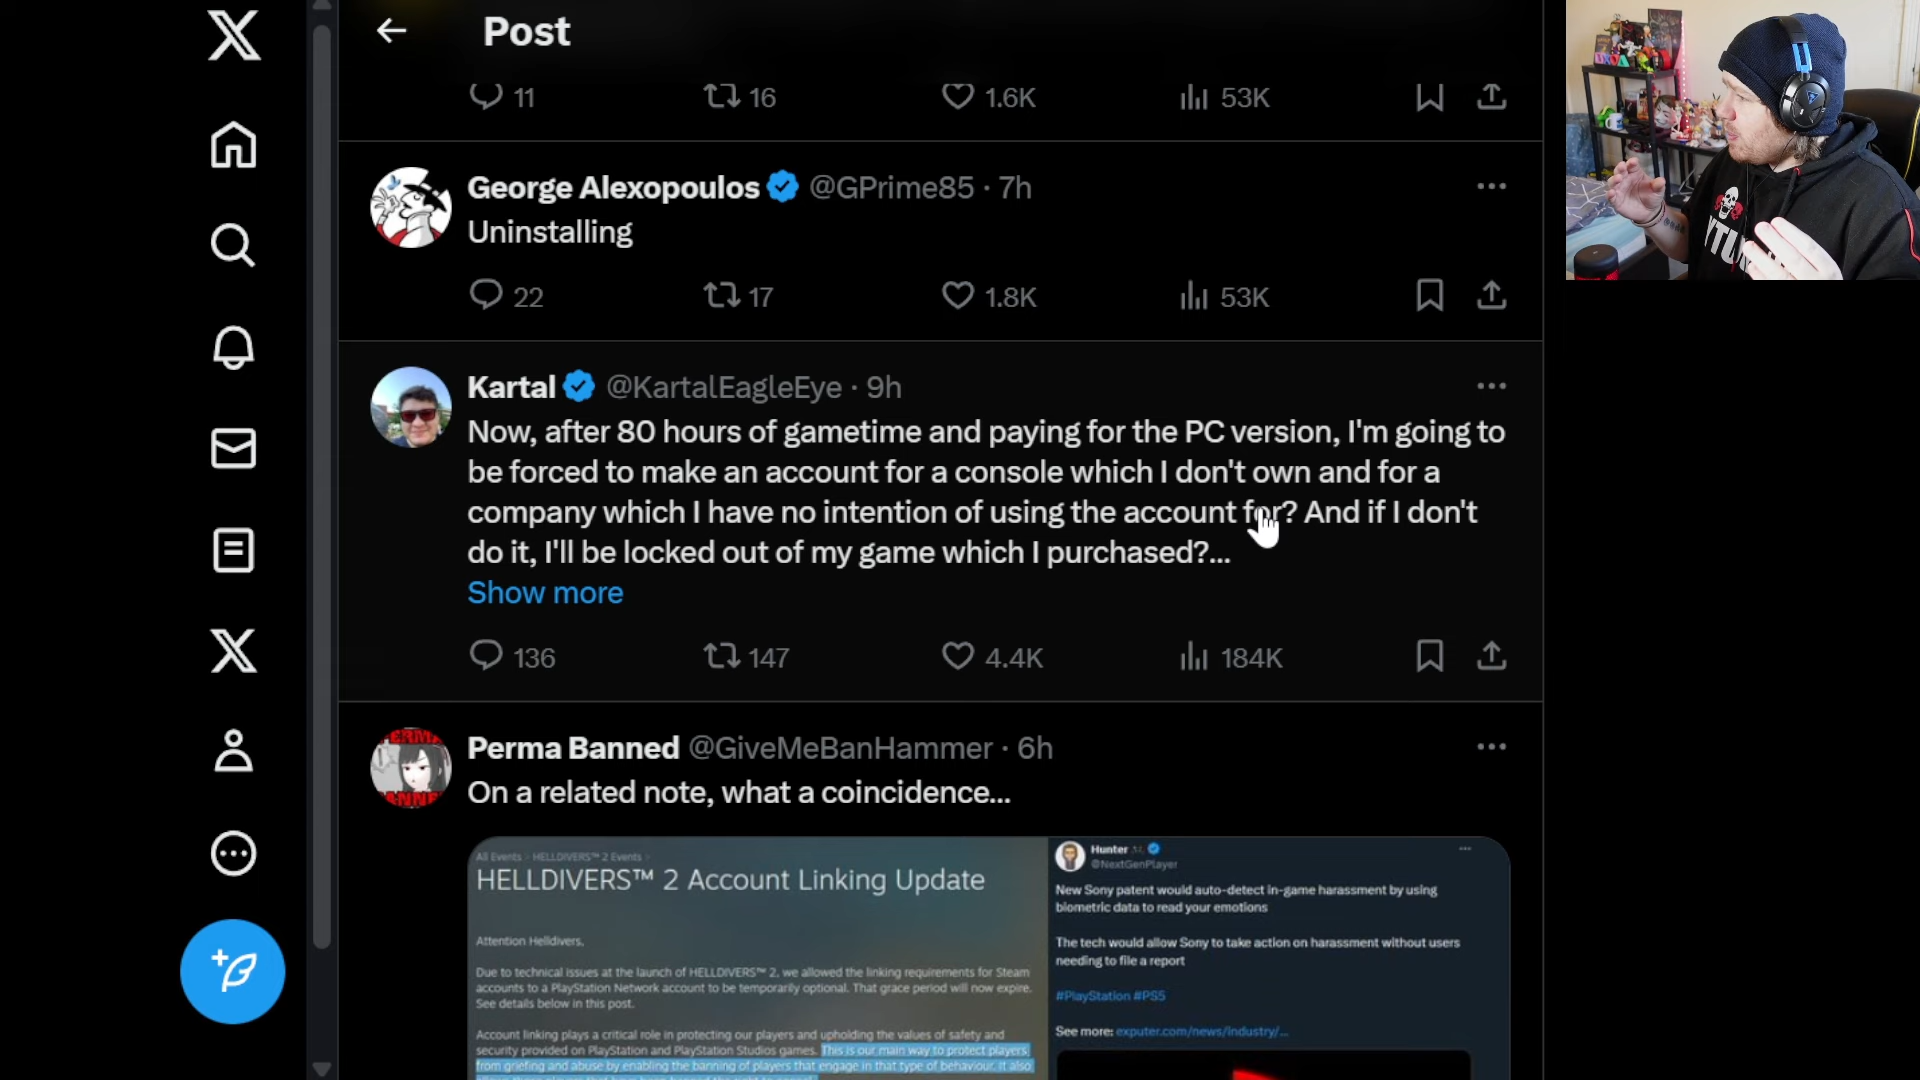 Post
11 16 1.6K 53K
George Alexopoulos @GPrime85 · 7h
Uninstalling
22 17 1.8K 53K
Kartal @KartalEagleEye · 9h
Now, after 80 hours of gametime and paying for the PC version, I'm going to
be forced to make an account for a console which I don't own and for a
company which I have no intention of using the account for? And if I don't
do it, I'll be locked out of my game which I purchased?...
Show more
136 147 4.4K 184K
Perma Banned @GiveMeBanHammer · 6h
On a related note, what a coincidence...
All Events > HELLDIVERS™ 2 Events >
HELLDIVERS™ 2 Account Linking Update
Attention Helldivers,
Due to technical issues at the launch of HELLDIVERS™ 2, we allowed the linking requirements for Steam
accounts to a PlayStation Network account to be temporarily optional. That grace period will now expire.
See details below in this post.
Account linking plays a critical role in protecting our players and upholding the values of safety and
security provided on PlayStation and PlayStation Studios games. This is our main way to protect players
from griefing and abuse by enabling the banning of players that engage in that type of behaviour. It also
Hunter
@NextGenPlayer
New Sony patent would auto-detect in-game harassment by using
biometric data to read your emotions
The tech would allow Sony to take action on harassment without users
needing to file a report
#PlayStation #PS5
See more: exputer.com/news/industry/...